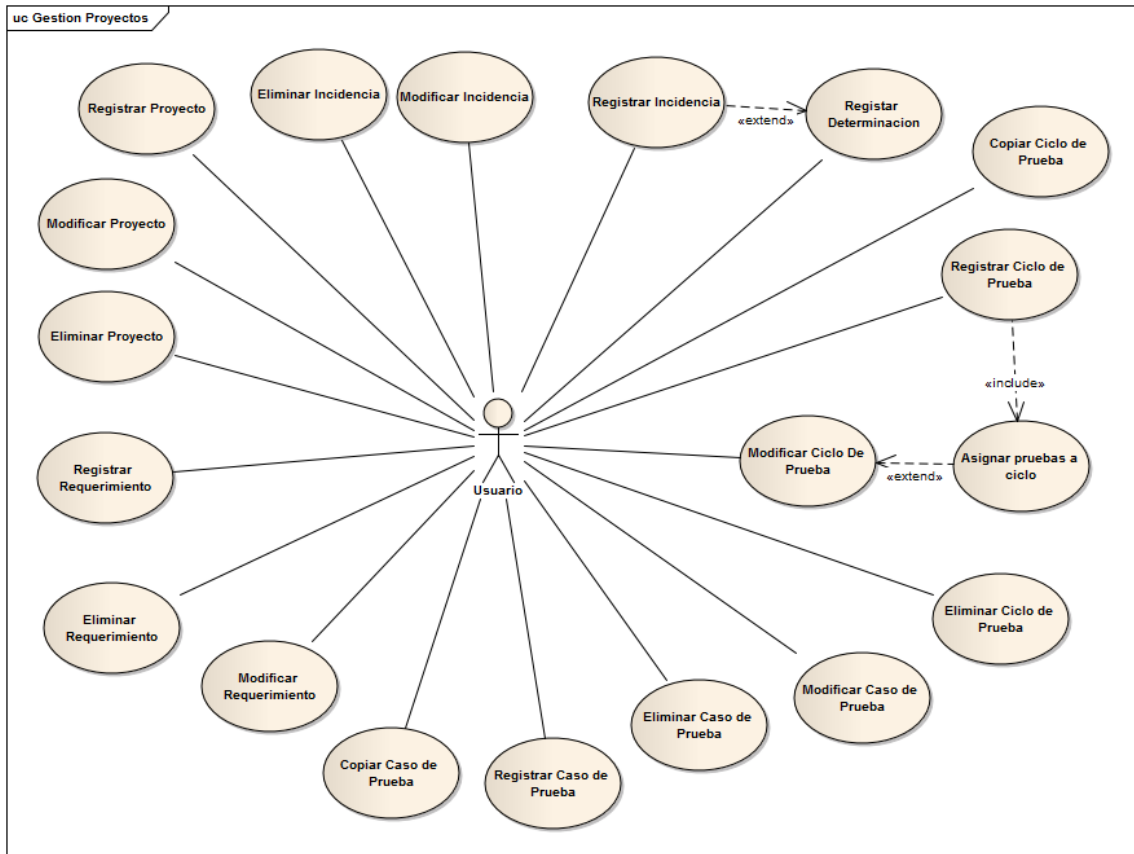 uc Gestion Proyectos
Registrar Proyecto
Eliminar Incidencia
Modificar Incidencia
Registrar Incidencia
«extend»
Registar
Determinacion
Copiar Ciclo de
Prueba
Modificar Proyecto
Registrar Ciclo de
Prueba
Eliminar Proyecto
«include»
Registrar
Requerimiento
Usuario
Modificar Ciclo De
Prueba
«extend»
Asignar pruebas a
ciclo
Eliminar
Requerimiento
Eliminar Ciclo de
Prueba
Modificar
Requerimiento
Modificar Caso de
Prueba
Eliminar Caso de
Prueba
Copiar Caso de
Prueba
Registrar Caso de
Prueba